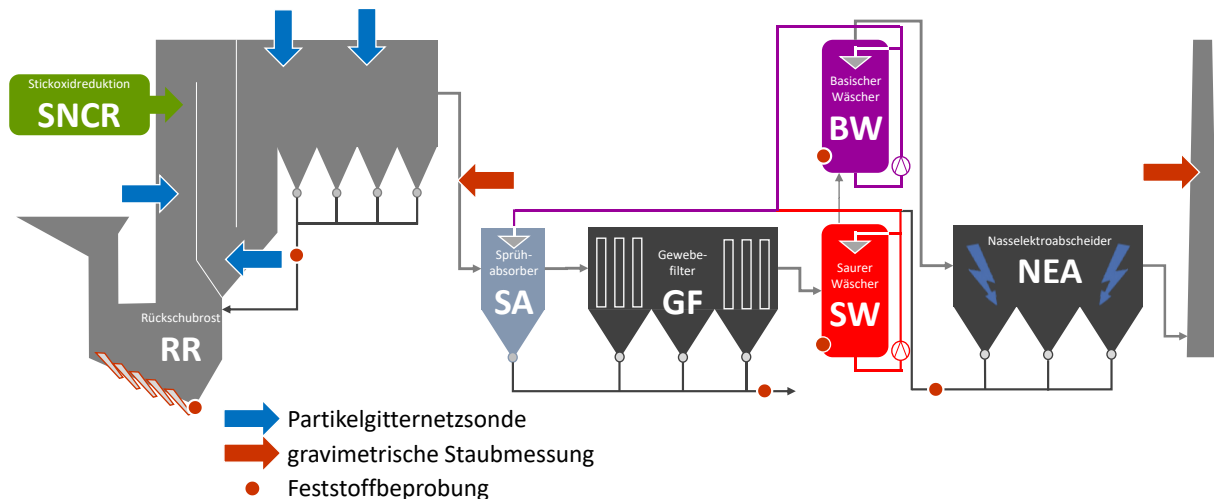 Stickoxidreduktion
SNCR
Rückschubrost
RR
Sprüh-
absorber
SA
Gewebe-
filter
GF
Basischer
Wäscher
BW
Saurer
Wäscher
SW
Nasselektroabscheider
NEA
Partikelgitternetzsonde
gravimetrische Staubmessung
Feststoffbeprobung